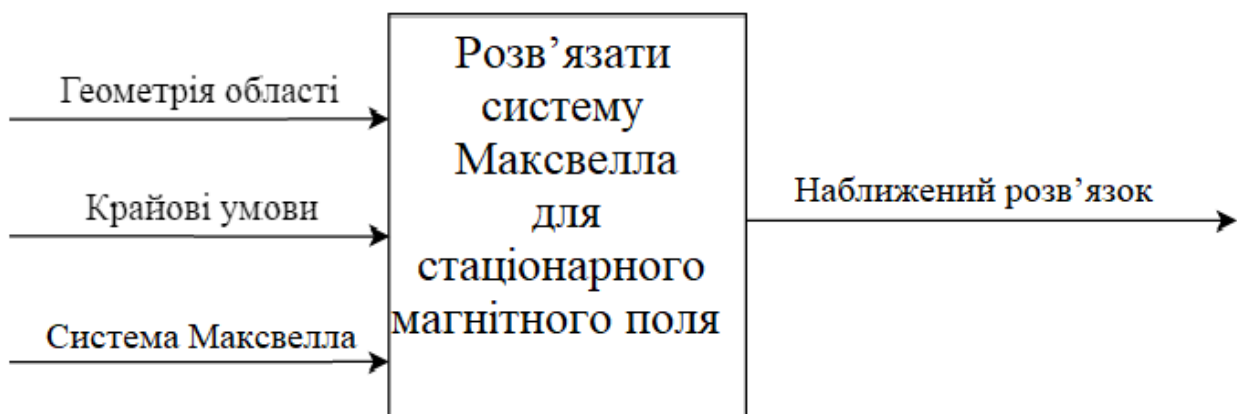 Геометрія області
Крайові умови
Система Максвелла
Розв’язати
систему
Максвелла
для
стаціонарного
магнітного поля
Наближений розв’язок